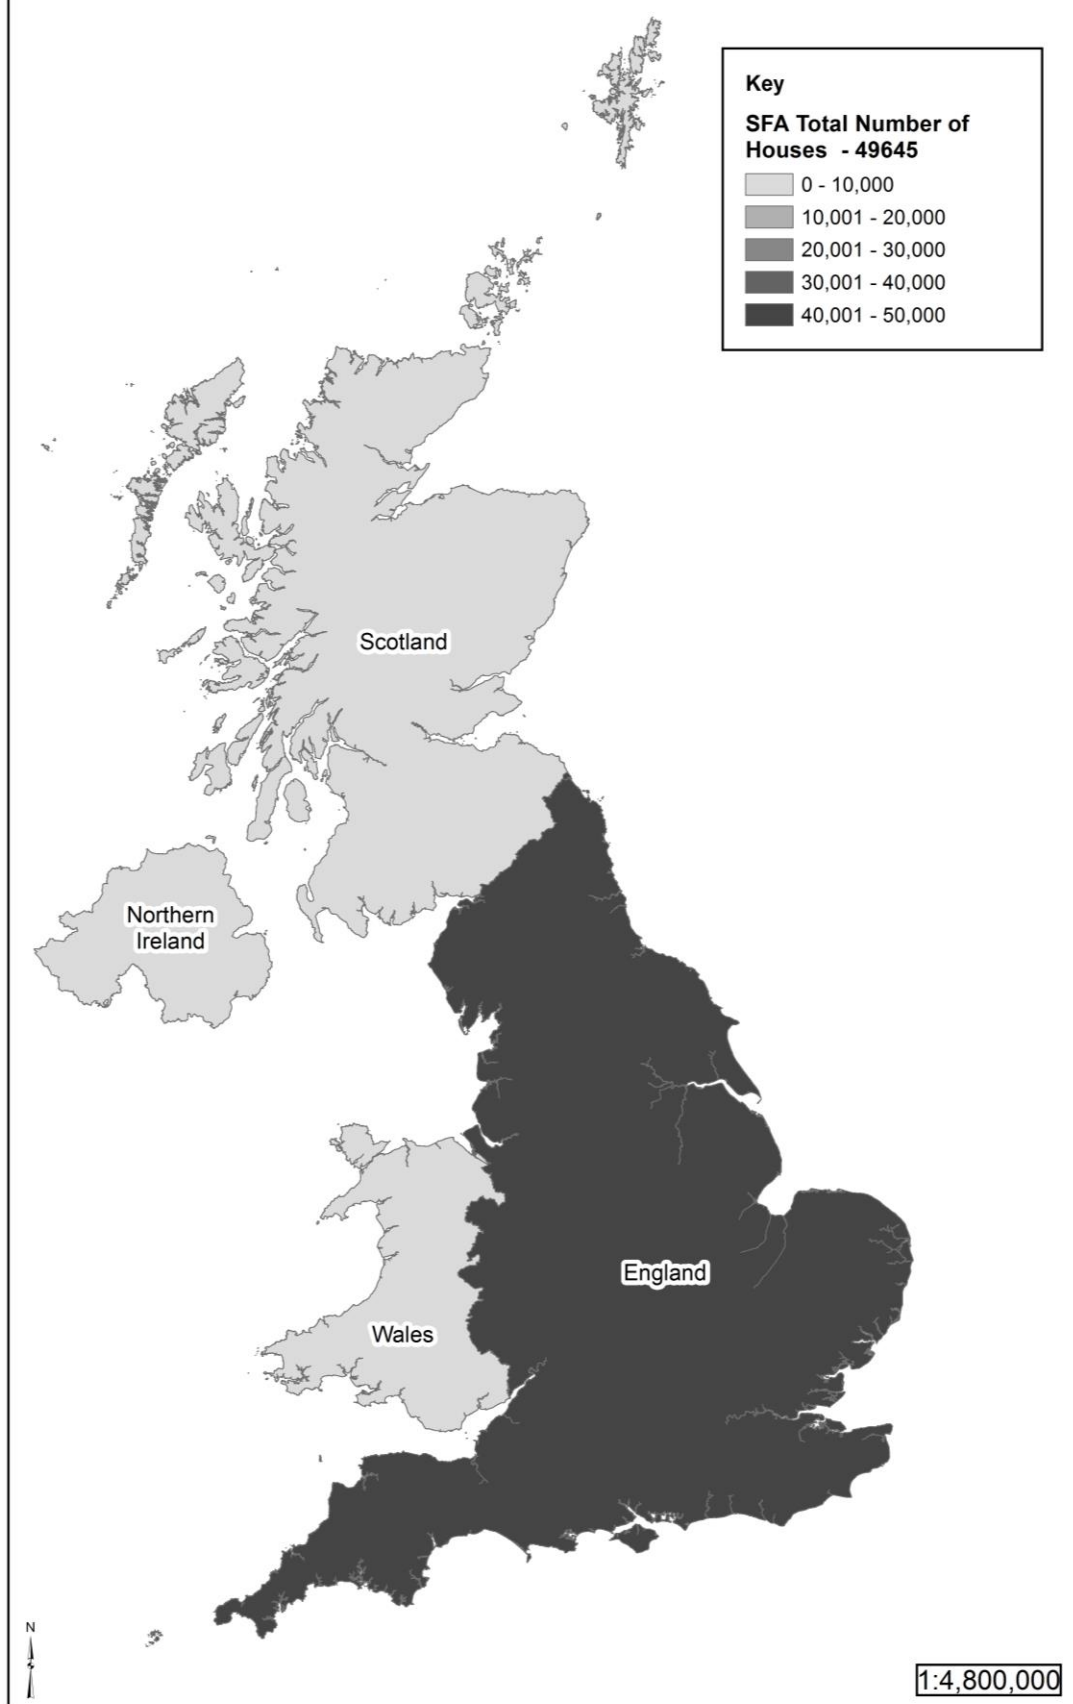 Key
SFA Total Number of
Houses - 49645
0 - 10,000
10,001 - 20,000
20,001 - 30,000
30,001 - 40,000
40,001 - 50,000
Scotland
Northern
Ireland
England
Wales
N
1:4,800,000